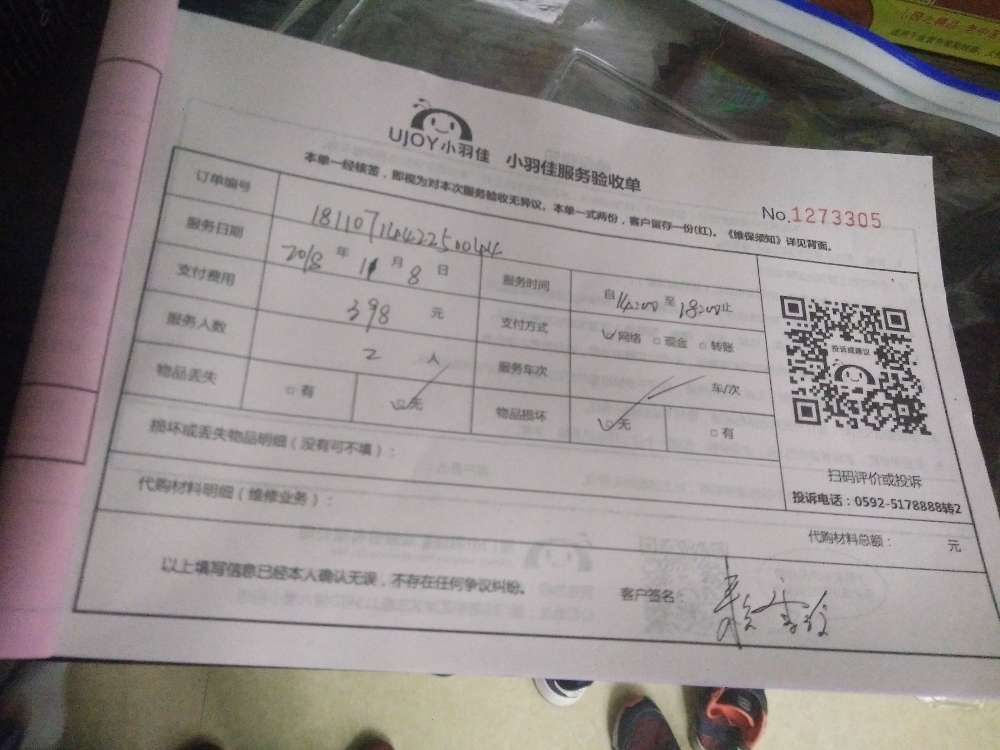 UJOY小羽佳 小羽佳服务验收单
本单一经核签，即视为对本次服务验收无异议。本单一式两份，客户留存一份(红)。《维保须知》详见背面。
No.1273305
订单编号 18110714422250044
服务日期 2018 年 11 月 8 日 服务时间 自 14:00 至 18:00 止
支付费用 398 元 支付方式 网络 现金 转账
服务人数 2 人 服务车次 车/次
物品丢失 有 无 物品损坏 无 有
损坏或丢失物品明细（没有可不填）：
投诉或建议
扫码评价或投诉
投诉电话：0592-5178888转2
代购材料明细（维修业务）：
代购材料总额： 元
以上填写信息已经本人确认无误，不存在任何争议纠纷。 客户签名：